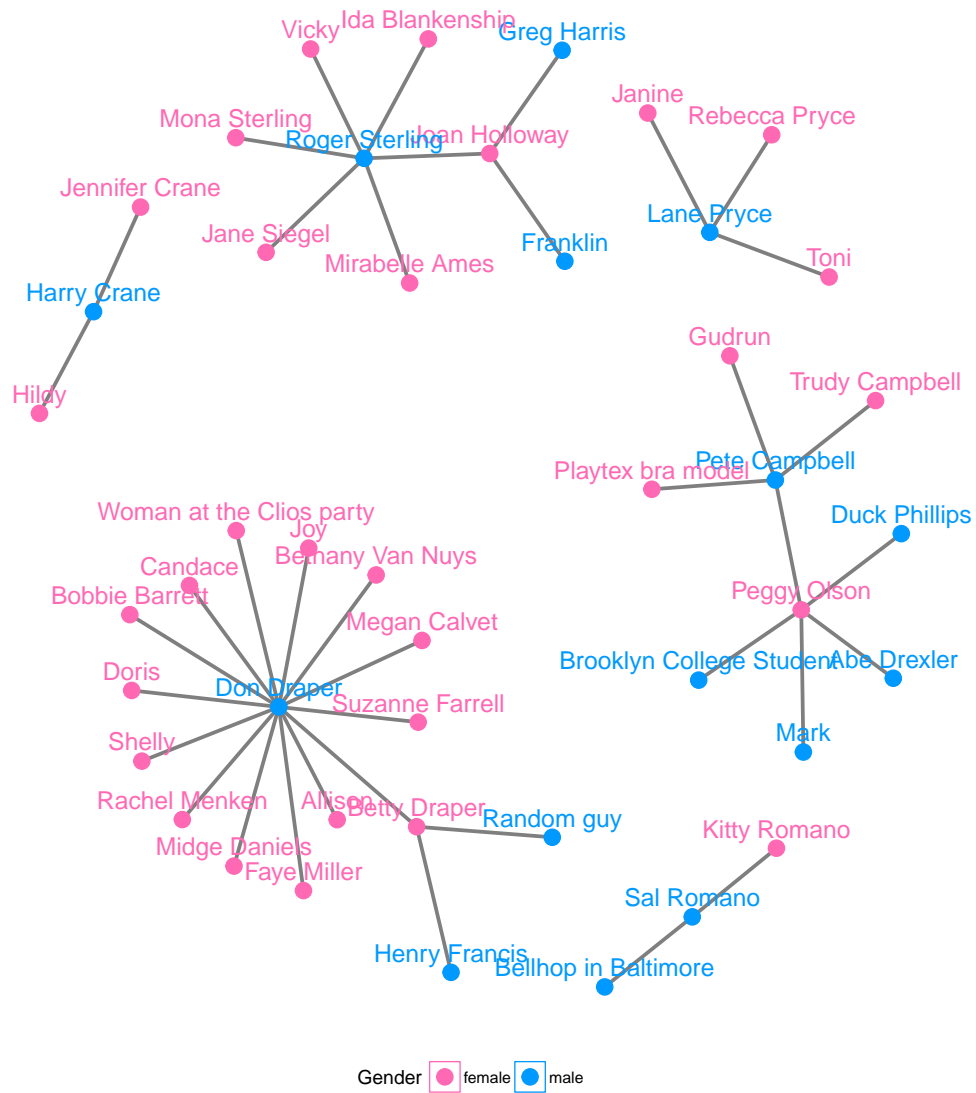 Ida Blankenship
Vicky
Greg Harris
Janine
Rebecca Pryce
Mona Sterling
Roger Sterling
Joan Holloway
Jennifer Crane
Lane Pryce
Jane Siegel
Franklin
Toni
Mirabelle Ames
Harry Crane
Gudrun
Trudy Campbell
Hildy
Pete Campbell
Playtex bra model
Woman at the Clios party
Duck Phillips
Joy
Bethany Van Nuys
Candace
Bobbie Barrett
Peggy Olson
Megan Calvet
Brooklyn College Student
Abe Drexler
Doris
Don Draper
Suzanne Farrell
Mark
Shelly
Rachel Menken
Allison
Betty Draper
Random guy
Kitty Romano
Midge Daniels
Faye Miller
Sal Romano
Henry Francis
Bellhop in Baltimore
Gender female male